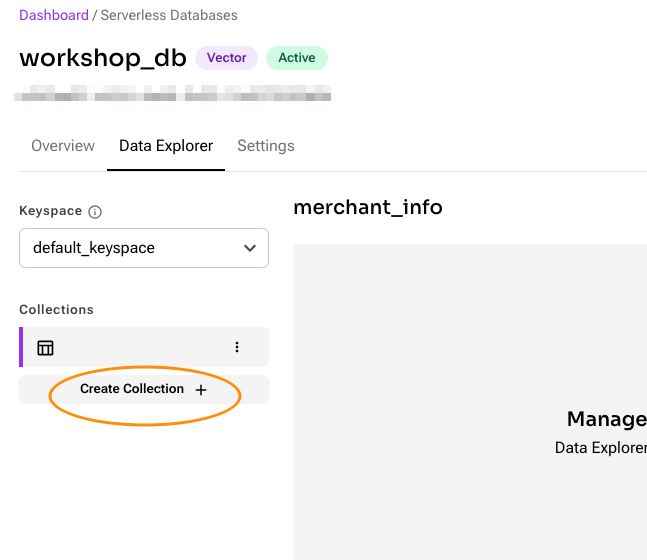 Dashboard / Serverless Databases
workshop_db Vector Active
Overview Data Explorer Settings
Keyspace
default_keyspace
Collections
Create Collection +
merchant_info
Manage
Data Explorer